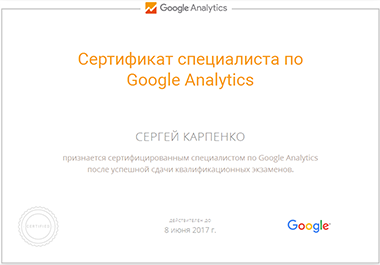 Google Analytics
Сертификат специалиста по
Google Analytics
СЕРГЕЙ КАРПЕНКО
признается сертифицированным специалистом по Google Analytics
после успешной сдачи квалификационных экзаменов.
ДЕЙСТВИТЕЛЕН ДО
8 июня 2017 г.
CERTIFIED
Google